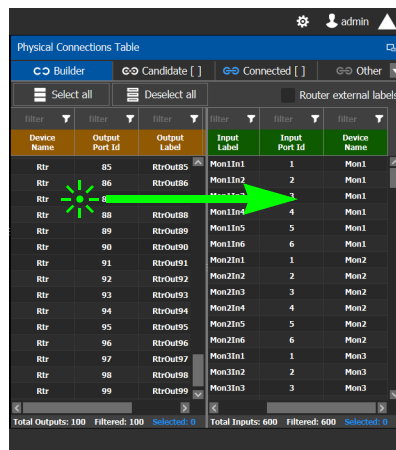 admin
Physical Connections Table
Builder Candidate [ ] Connected [ ] Other
Select all Deselect all Router external labels
filter filter filter filter filter filter
Device Name Output Port Id Output Label Input Label Input Port Id Device Name
Rtr 85 RtrOut85 Mon1In1 1 Mon1
Rtr 86 RtrOut86 Mon1In2 2 Mon1
Rtr 3 Mon1
Rtr 88 RtrOut88 Mon1In4 4 Mon1
Rtr 89 RtrOut89 Mon1In5 5 Mon1
Rtr 90 RtrOut90 Mon1In6 6 Mon1
Rtr 91 RtrOut91 Mon2In1 1 Mon2
Rtr 92 RtrOut92 Mon2In2 2 Mon2
Rtr 93 RtrOut93 Mon2In3 3 Mon2
Rtr 94 RtrOut94 Mon2In4 4 Mon2
Rtr 95 RtrOut95 Mon2In5 5 Mon2
Rtr 96 RtrOut96 Mon2In6 6 Mon2
Rtr 97 RtrOut97 Mon3In1 1 Mon3
Rtr 98 RtrOut98 Mon3In2 2 Mon3
Rtr 99 RtrOut99 Mon3In3 3 Mon3
Total Outputs: 100 Filtered: 100 Selected: 0 Total Inputs: 600 Filtered: 600 Selected: 0